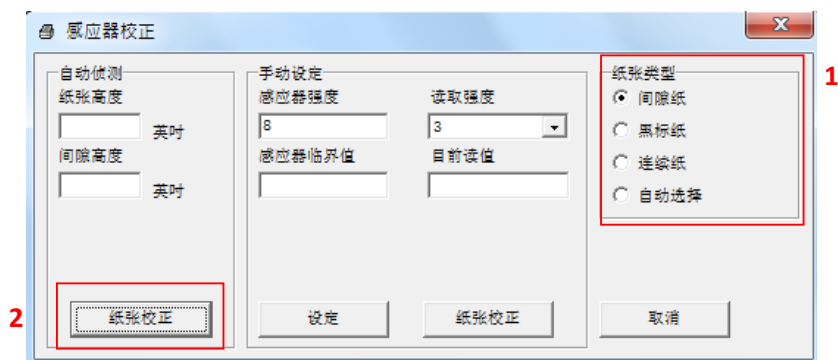 感应器校正
自动侦测
纸张高度
英吋
间隙高度
英吋
纸张校正
2
手动设定
感应器强度
8
读取强度
3
感应器临界值
目前读值
设定
纸张校正
纸张类型
1
间隙纸
黑标纸
连续纸
自动选择
取消